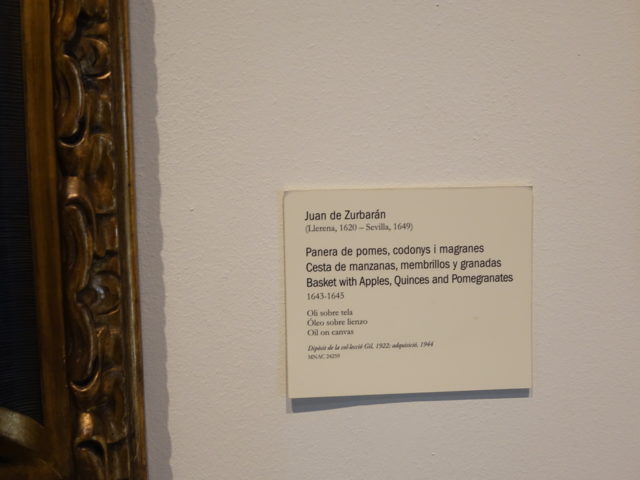 Juan de Zurbarán
(Llerena, 1620 – Sevilla, 1649)
Panera de pomes, codonys i magranes
Cesta de manzanas, membrillos y granadas
Basket with Apples, Quinces and Pomegranates
1643-1645
Oli sobre tela
Óleo sobre lienzo
Oil on canvas
Dipòsit de la col·lecció Gil, 1922; adquisició, 1944
MNAC